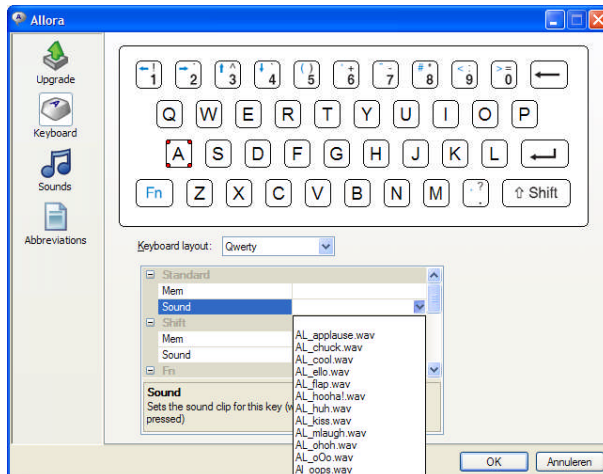 Allora
Upgrade
Keyboard
Sounds
Abbreviations
! 1 2 ^ 3 4 ( ) 5 + 6 - 7 # * 8 < ; 9 > = 0
Q W E R T Y U I O P
A S D F G H J K L
Fn Z X C V B N M ? . Shift
Keyboard layout: Qwerty
Standard
Mem
Sound
Shift
Mem
Sound
Fn
Sound
Sets the sound clip for this key (w
pressed)
AL_applause.wav
AL_chuck.wav
AL_cool.wav
AL_ello.wav
AL_flap.wav
AL_hooha!.wav
AL_huh.wav
AL_kiss.wav
AL_mlaugh.wav
AL_ohoh.wav
AL_oOo.wav
AL_oops.wav
OK Annuleren